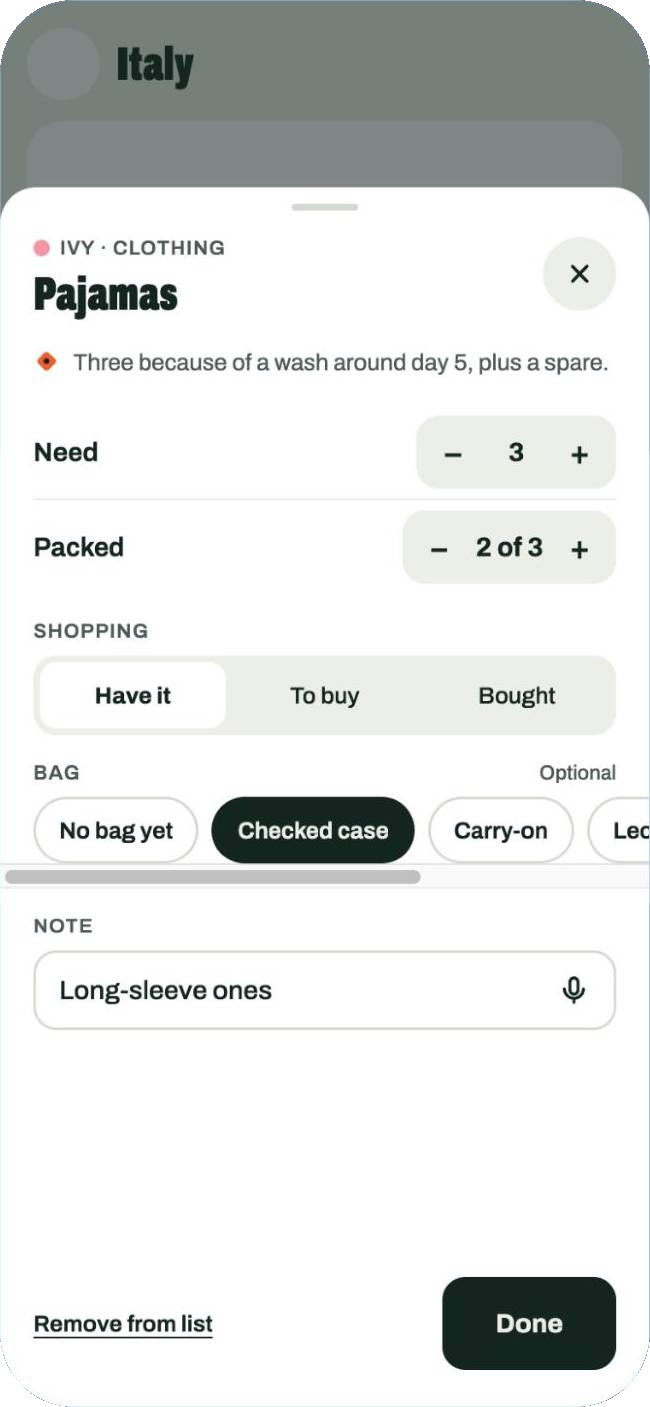 Italy
IVY · CLOTHING
Pajamas
Three because of a wash around day 5, plus a spare.
Need
– 3 +
Packed
– 2 of 3 +
SHOPPING
Have it To buy Bought
BAG Optional
No bag yet Checked case Carry-on
NOTE
Long-sleeve ones
Remove from list Done